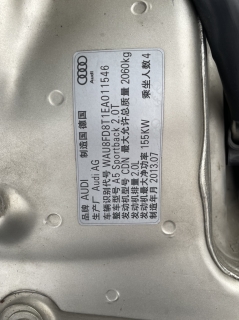 Audi
品牌 AUDI 制造国 德国
生产厂 Audi AG
车辆识别代号 WAU8FD8T1EA011546
整车型号 A5 Sportback 2.0T
发动机型号 CDN 最大允许总质量 2060kg
发动机排量 2.0L
发动机最大净功率 155KW 乘坐人数 4
制造年月 2013.07